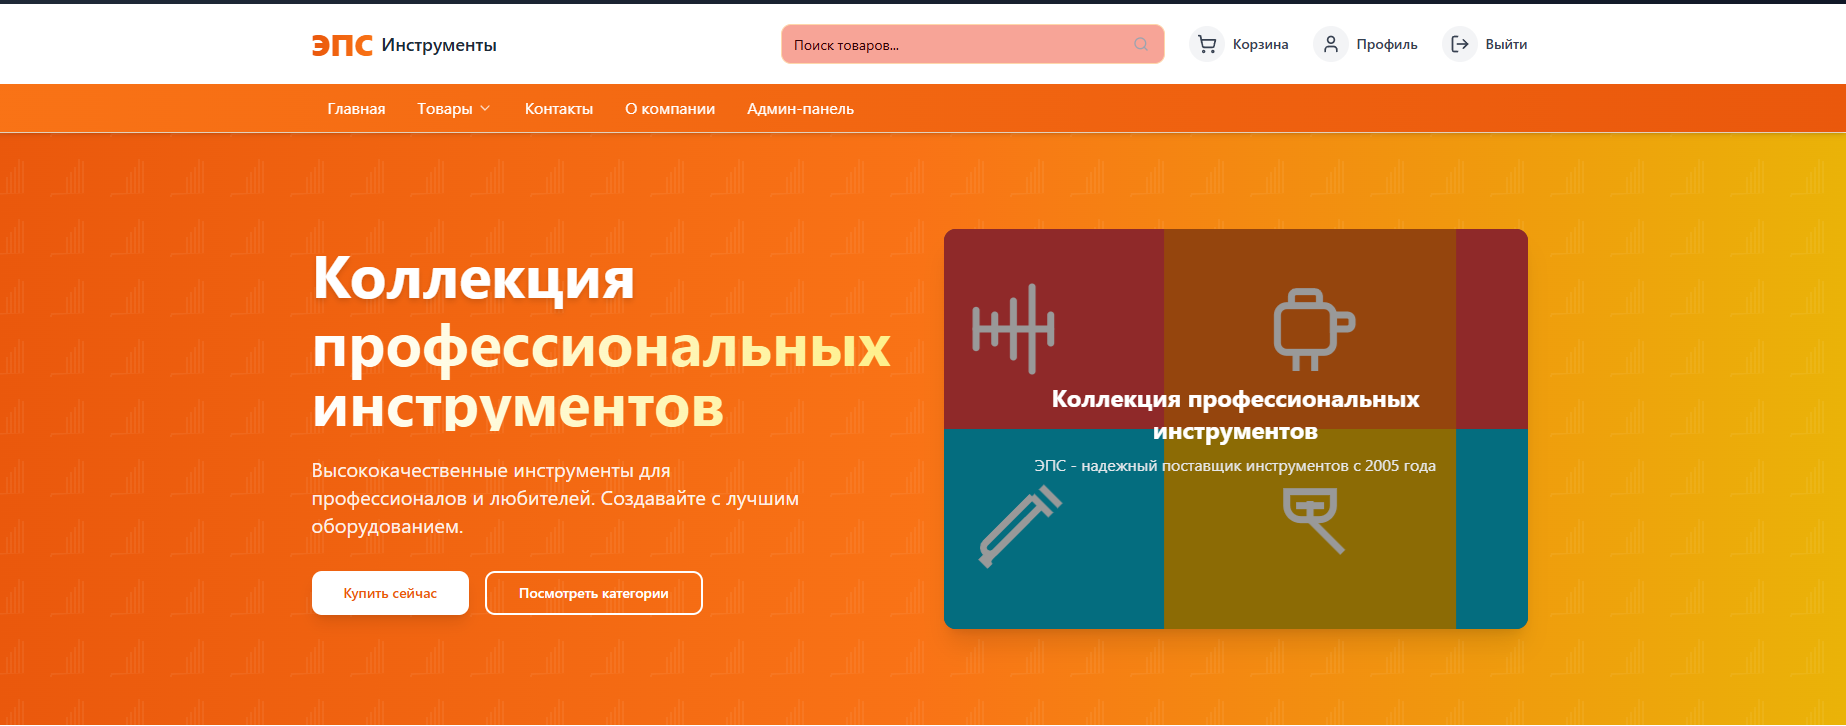 ЭПС Инструменты
Поиск товаров...
Корзина
Профиль
Выйти
Главная
Товары
Контакты
О компании
Админ-панель
Коллекция
профессиональных
инструментов
Высококачественные инструменты для
профессионалов и любителей. Создавайте с лучшим
оборудованием.
Купить сейчас
Посмотреть категории
Коллекция профессиональных
инструментов
ЭПС - надежный поставщик инструментов с 2005 года